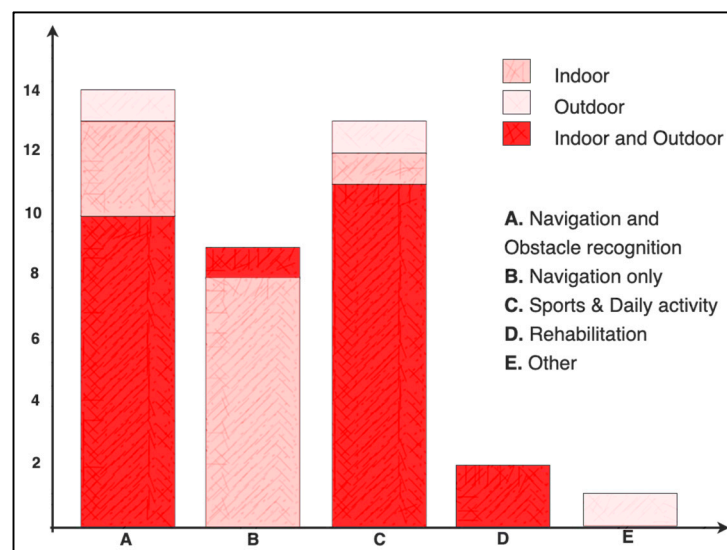 14
12
10
8
6
4
2
A
B
C
D
E
Indoor
Outdoor
Indoor and Outdoor
A. Navigation and
Obstacle recognition
B. Navigation only
C. Sports & Daily activity
D. Rehabilitation
E. Other